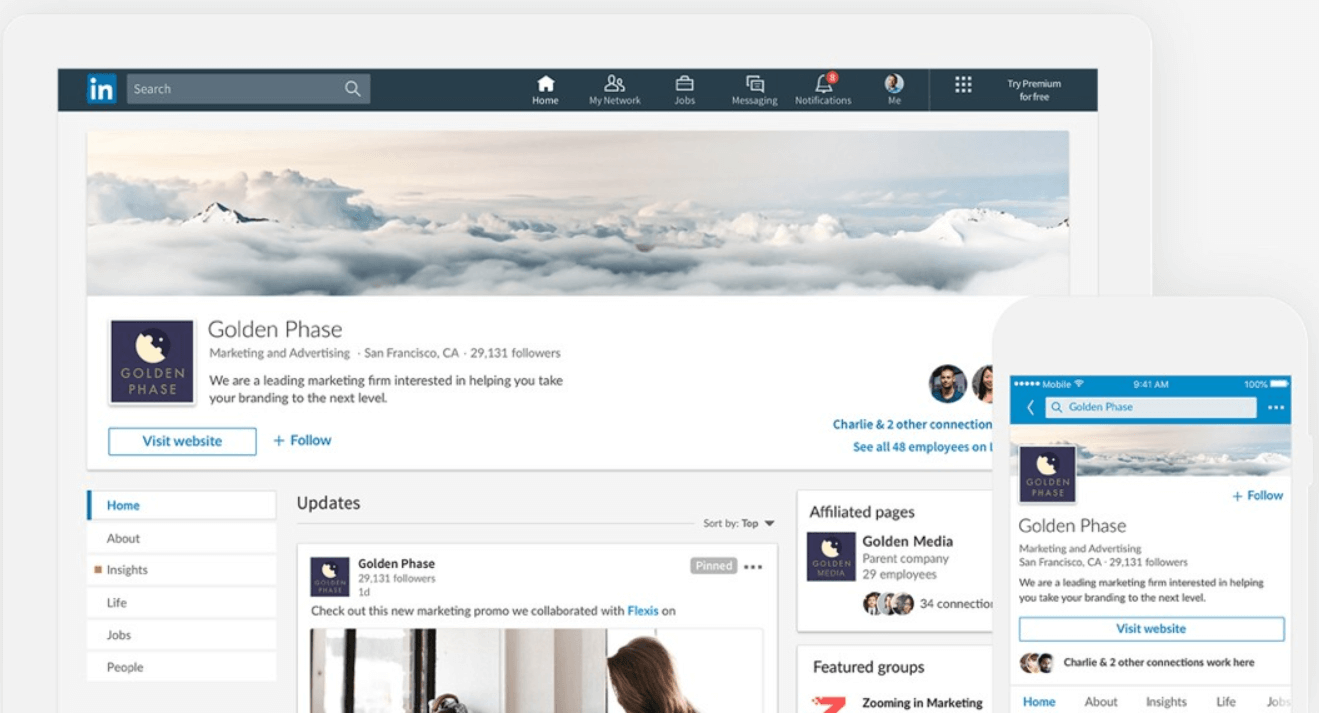 in
Search
Home
My Network
Jobs
Messaging
8
Notifications
Me
Try Premium
for free
GOLDEN
PHASE
Golden Phase
Marketing and Advertising · San Francisco, CA · 29,131 followers
We are a leading marketing firm interested in helping you take
your branding to the next level.
Visit website
+ Follow
Charlie & 2 other connection
See all 48 employees on
Home
About
Insights
Life
Jobs
People
Updates
Sort by: Top
GOLDEN
PHASE
Golden Phase
29,131 followers
1d
Pinned
Check out this new marketing promo we collaborated with Flexis on
Affiliated pages
GOLDEN
MEDIA
Golden Media
Parent company
29 employees
34 connection
Featured groups
Zooming in Marketing
Mobile
9:41 AM
100%
Golden Phase
GOLDEN
PHASE
+ Follow
Golden Phase
Marketing and Advertising
San Francisco, CA · 29,131 followers
We are a leading marketing firm interested in helping
you take your branding to the next level.
Visit website
Charlie & 2 other connections work here
Home
About
Insights
Life
Jobs